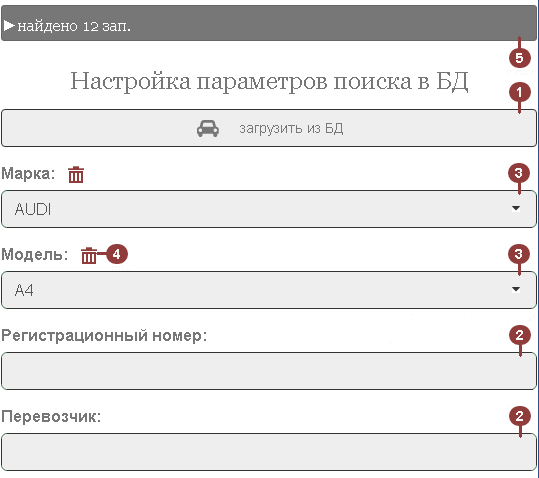 ►найдено 12 зап.
5
Настройка параметров поиска в БД
1
загрузить из БД
Марка: 3
AUDI
Модель: 4 3
A4
Регистрационный номер: 2
Перевозчик: 2